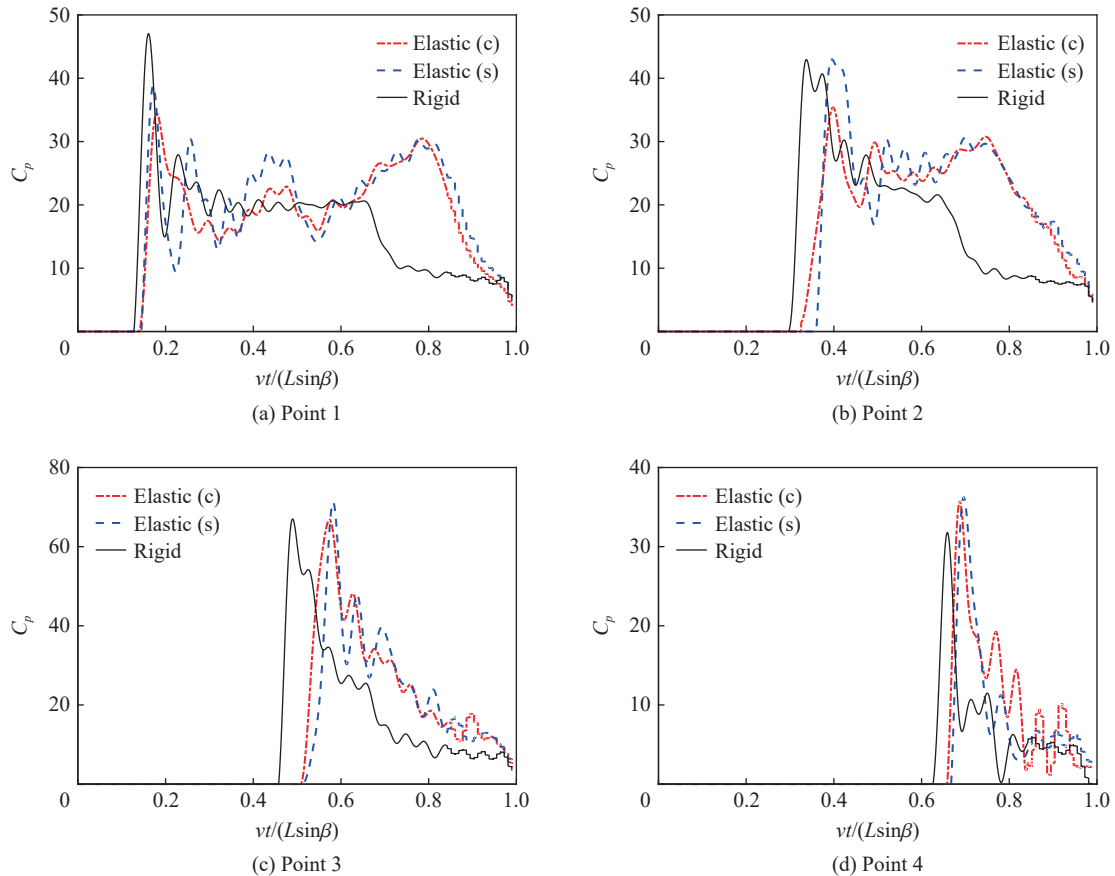 50
40
30
20
10
0
0.2
0.4
0.6
0.8
1.0
C_p
Elastic (c)
Elastic (s)
Rigid
vt/(Lsinβ)
(a) Point 1
50
40
30
20
10
0
0.2
0.4
0.6
0.8
1.0
C_p
Elastic (c)
Elastic (s)
Rigid
vt/(Lsinβ)
(b) Point 2
80
60
40
20
0
0.2
0.4
0.6
0.8
1.0
C_p
Elastic (c)
Elastic (s)
Rigid
vt/(Lsinβ)
(c) Point 3
40
30
20
10
0
0.2
0.4
0.6
0.8
1.0
C_p
Elastic (c)
Elastic (s)
Rigid
vt/(Lsinβ)
(d) Point 4